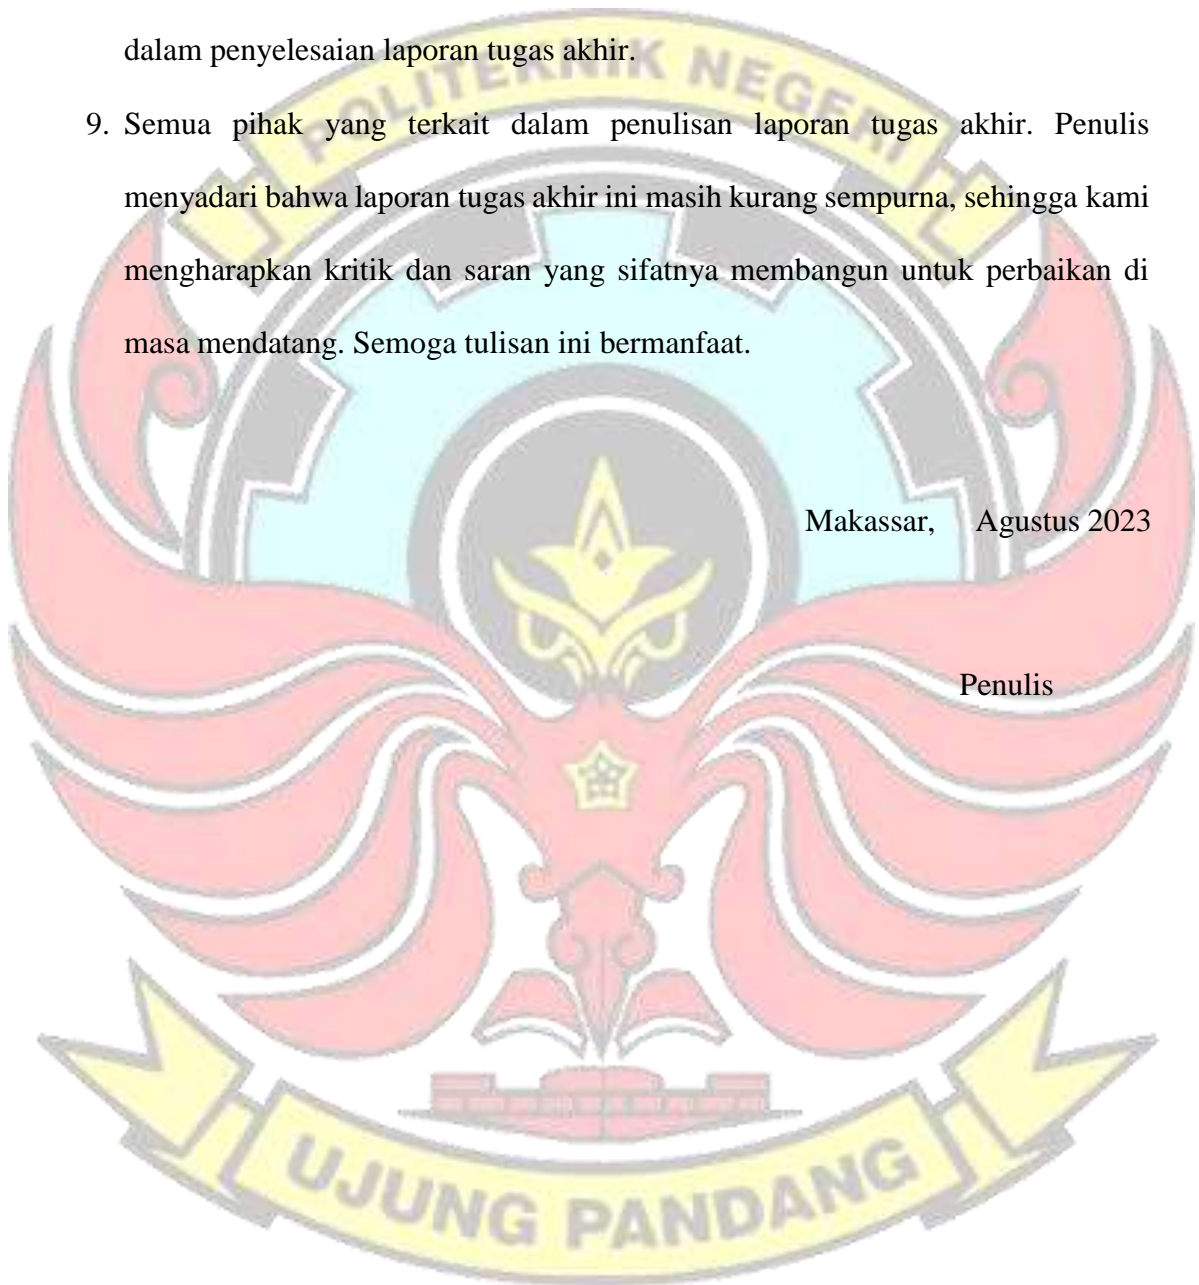 dalam penyelesaian laporan tugas akhir.
POLITEKNIK NEGERI
9. Semua pihak yang terkait dalam penulisan laporan tugas akhir. Penulis
menyadari bahwa laporan tugas akhir ini masih kurang sempurna, sehingga kami
mengharapkan kritik dan saran yang sifatnya membangun untuk perbaikan di
masa mendatang. Semoga tulisan ini bermanfaat.
Makassar, Agustus 2023
Penulis
UJUNG PANDANG